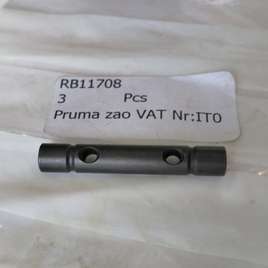 RB11708
3 Pcs
Pruma zao VAT Nr:IT0